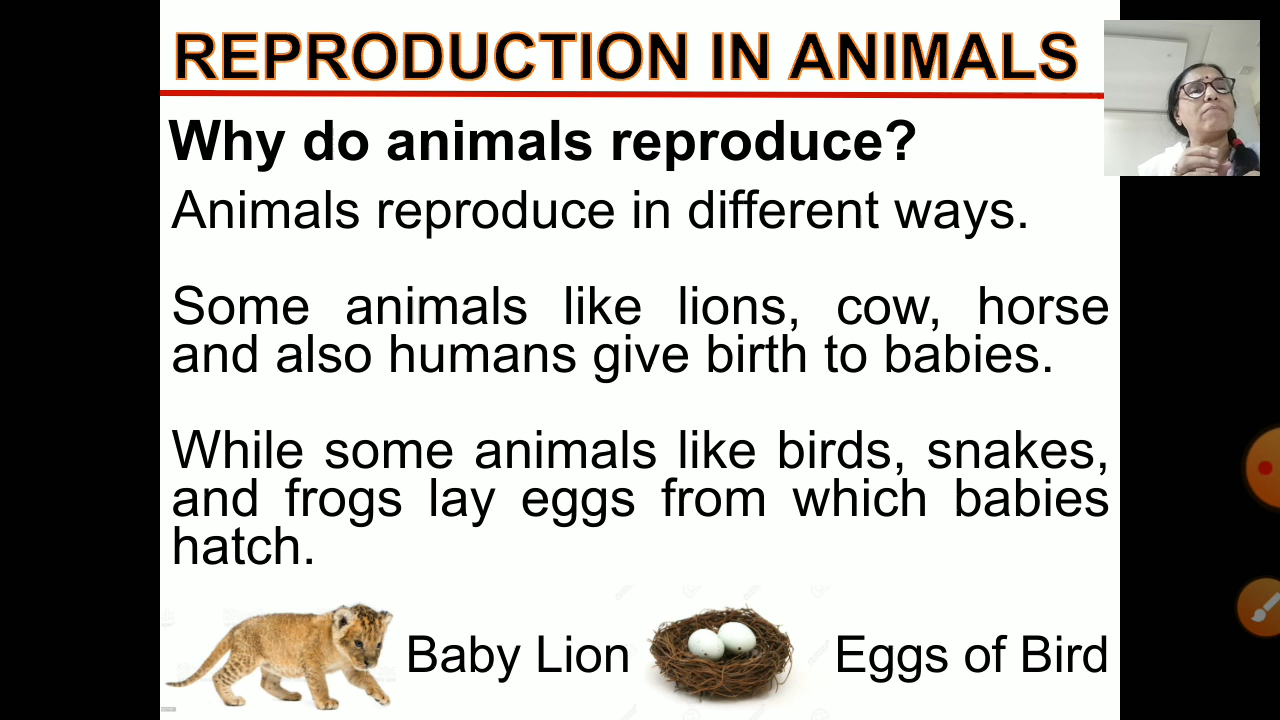 REPRODUCTION IN ANIMALS
Why do animals reproduce?
Animals reproduce in different ways.
Some animals like lions, cow, horse
and also humans give birth to babies.
While some animals like birds, snakes,
and frogs lay eggs from which babies
hatch.
Baby Lion
Eggs of Bird